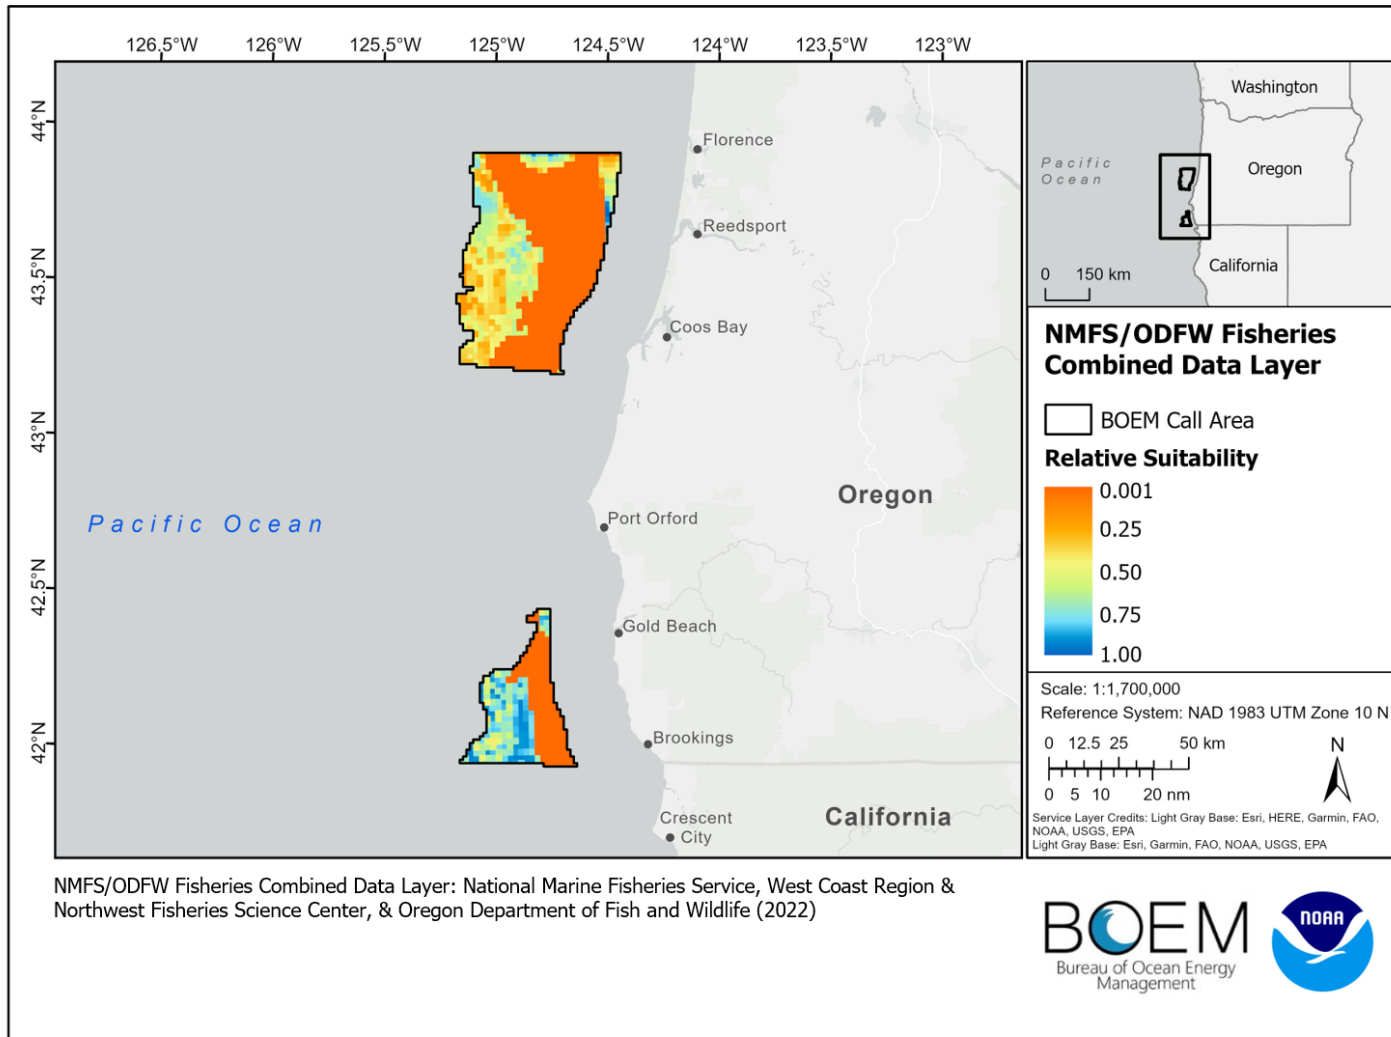 126.5°W
126°W
125.5°W
125°W
124.5°W
124°W
123.5°W
123°W
44°N
43.5°N
43°N
42.5°N
42°N
Florence
Reedsport
Coos Bay
Oregon
Pacific Ocean
Port Orford
Gold Beach
Brookings
Crescent
City
California
Washington
Pacific
Ocean
Oregon
California
0 150 km
NMFS/ODFW Fisheries
Combined Data Layer
BOEM Call Area
Relative Suitability
0.001
0.25
0.50
0.75
1.00
Scale: 1:1,700,000
Reference System: NAD 1983 UTM Zone 10 N
0 12.5 25 50 km
N
0 5 10 20 nm
Service Layer Credits: Light Gray Base: Esri, HERE, Garmin, FAO,
NOAA, USGS, EPA
Light Gray Base: Esri, Garmin, FAO, NOAA, USGS, EPA
NMFS/ODFW Fisheries Combined Data Layer: National Marine Fisheries Service, West Coast Region &
Northwest Fisheries Science Center, & Oregon Department of Fish and Wildlife (2022)
BOEM
Bureau of Ocean Energy
Management
NOAA